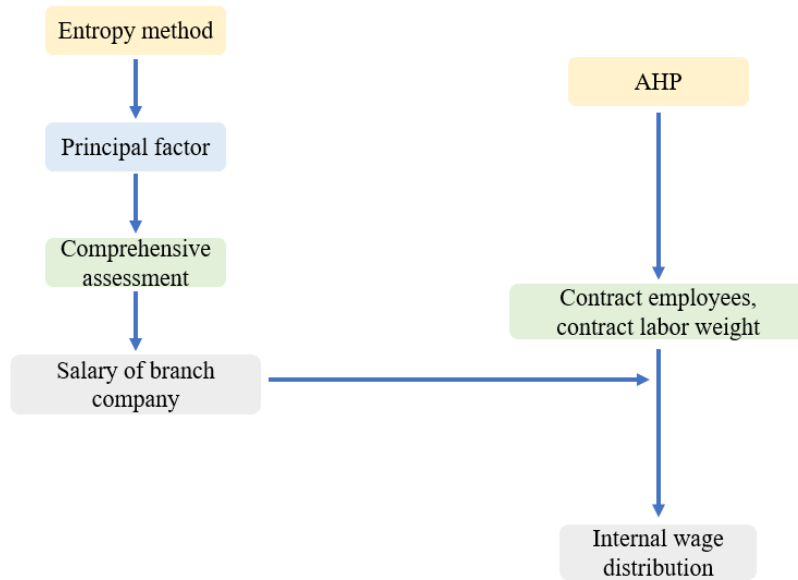 Entropy method
Principal factor
Comprehensive
assessment
Salary of branch
company
AHP
Contract employees,
contract labor weight
Internal wage
distribution